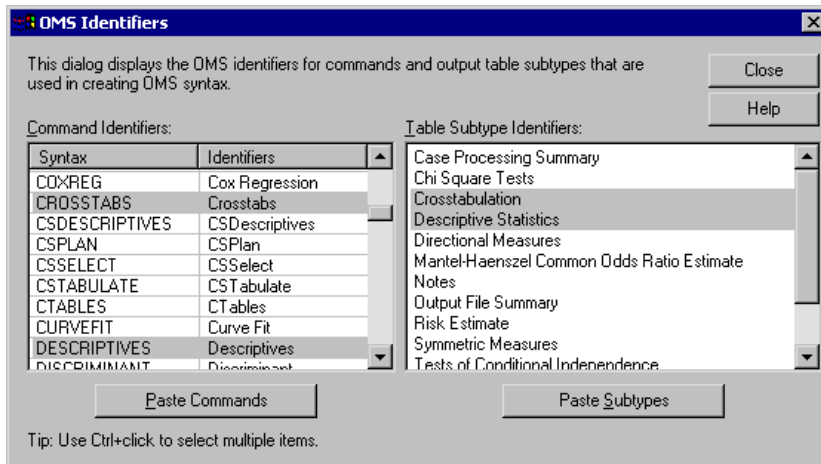 OMS Identifiers
This dialog displays the OMS identifiers for commands and output table subtypes that are
used in creating OMS syntax.
Close
Help
Command Identifiers:
Syntax Identifiers
COXREG Cox Regression
CROSSTABS Crosstabs
CSDESCRIPTIVES CSDescriptives
CSPLAN CSPlan
CSSELECT CSSelect
CSTABULATE CSTabulate
CTABLES CTables
CURVEFIT Curve Fit
DESCRIPTIVES Descriptives
DISCRIMINANT Discriminant
Table Subtype Identifiers:
Case Processing Summary
Chi Square Tests
Crosstabulation
Descriptive Statistics
Directional Measures
Mantel-Haenszel Common Odds Ratio Estimate
Notes
Output File Summary
Risk Estimate
Symmetric Measures
Tests of Conditional Independence
Paste Commands
Paste Subtypes
Tip: Use Ctrl+click to select multiple items.